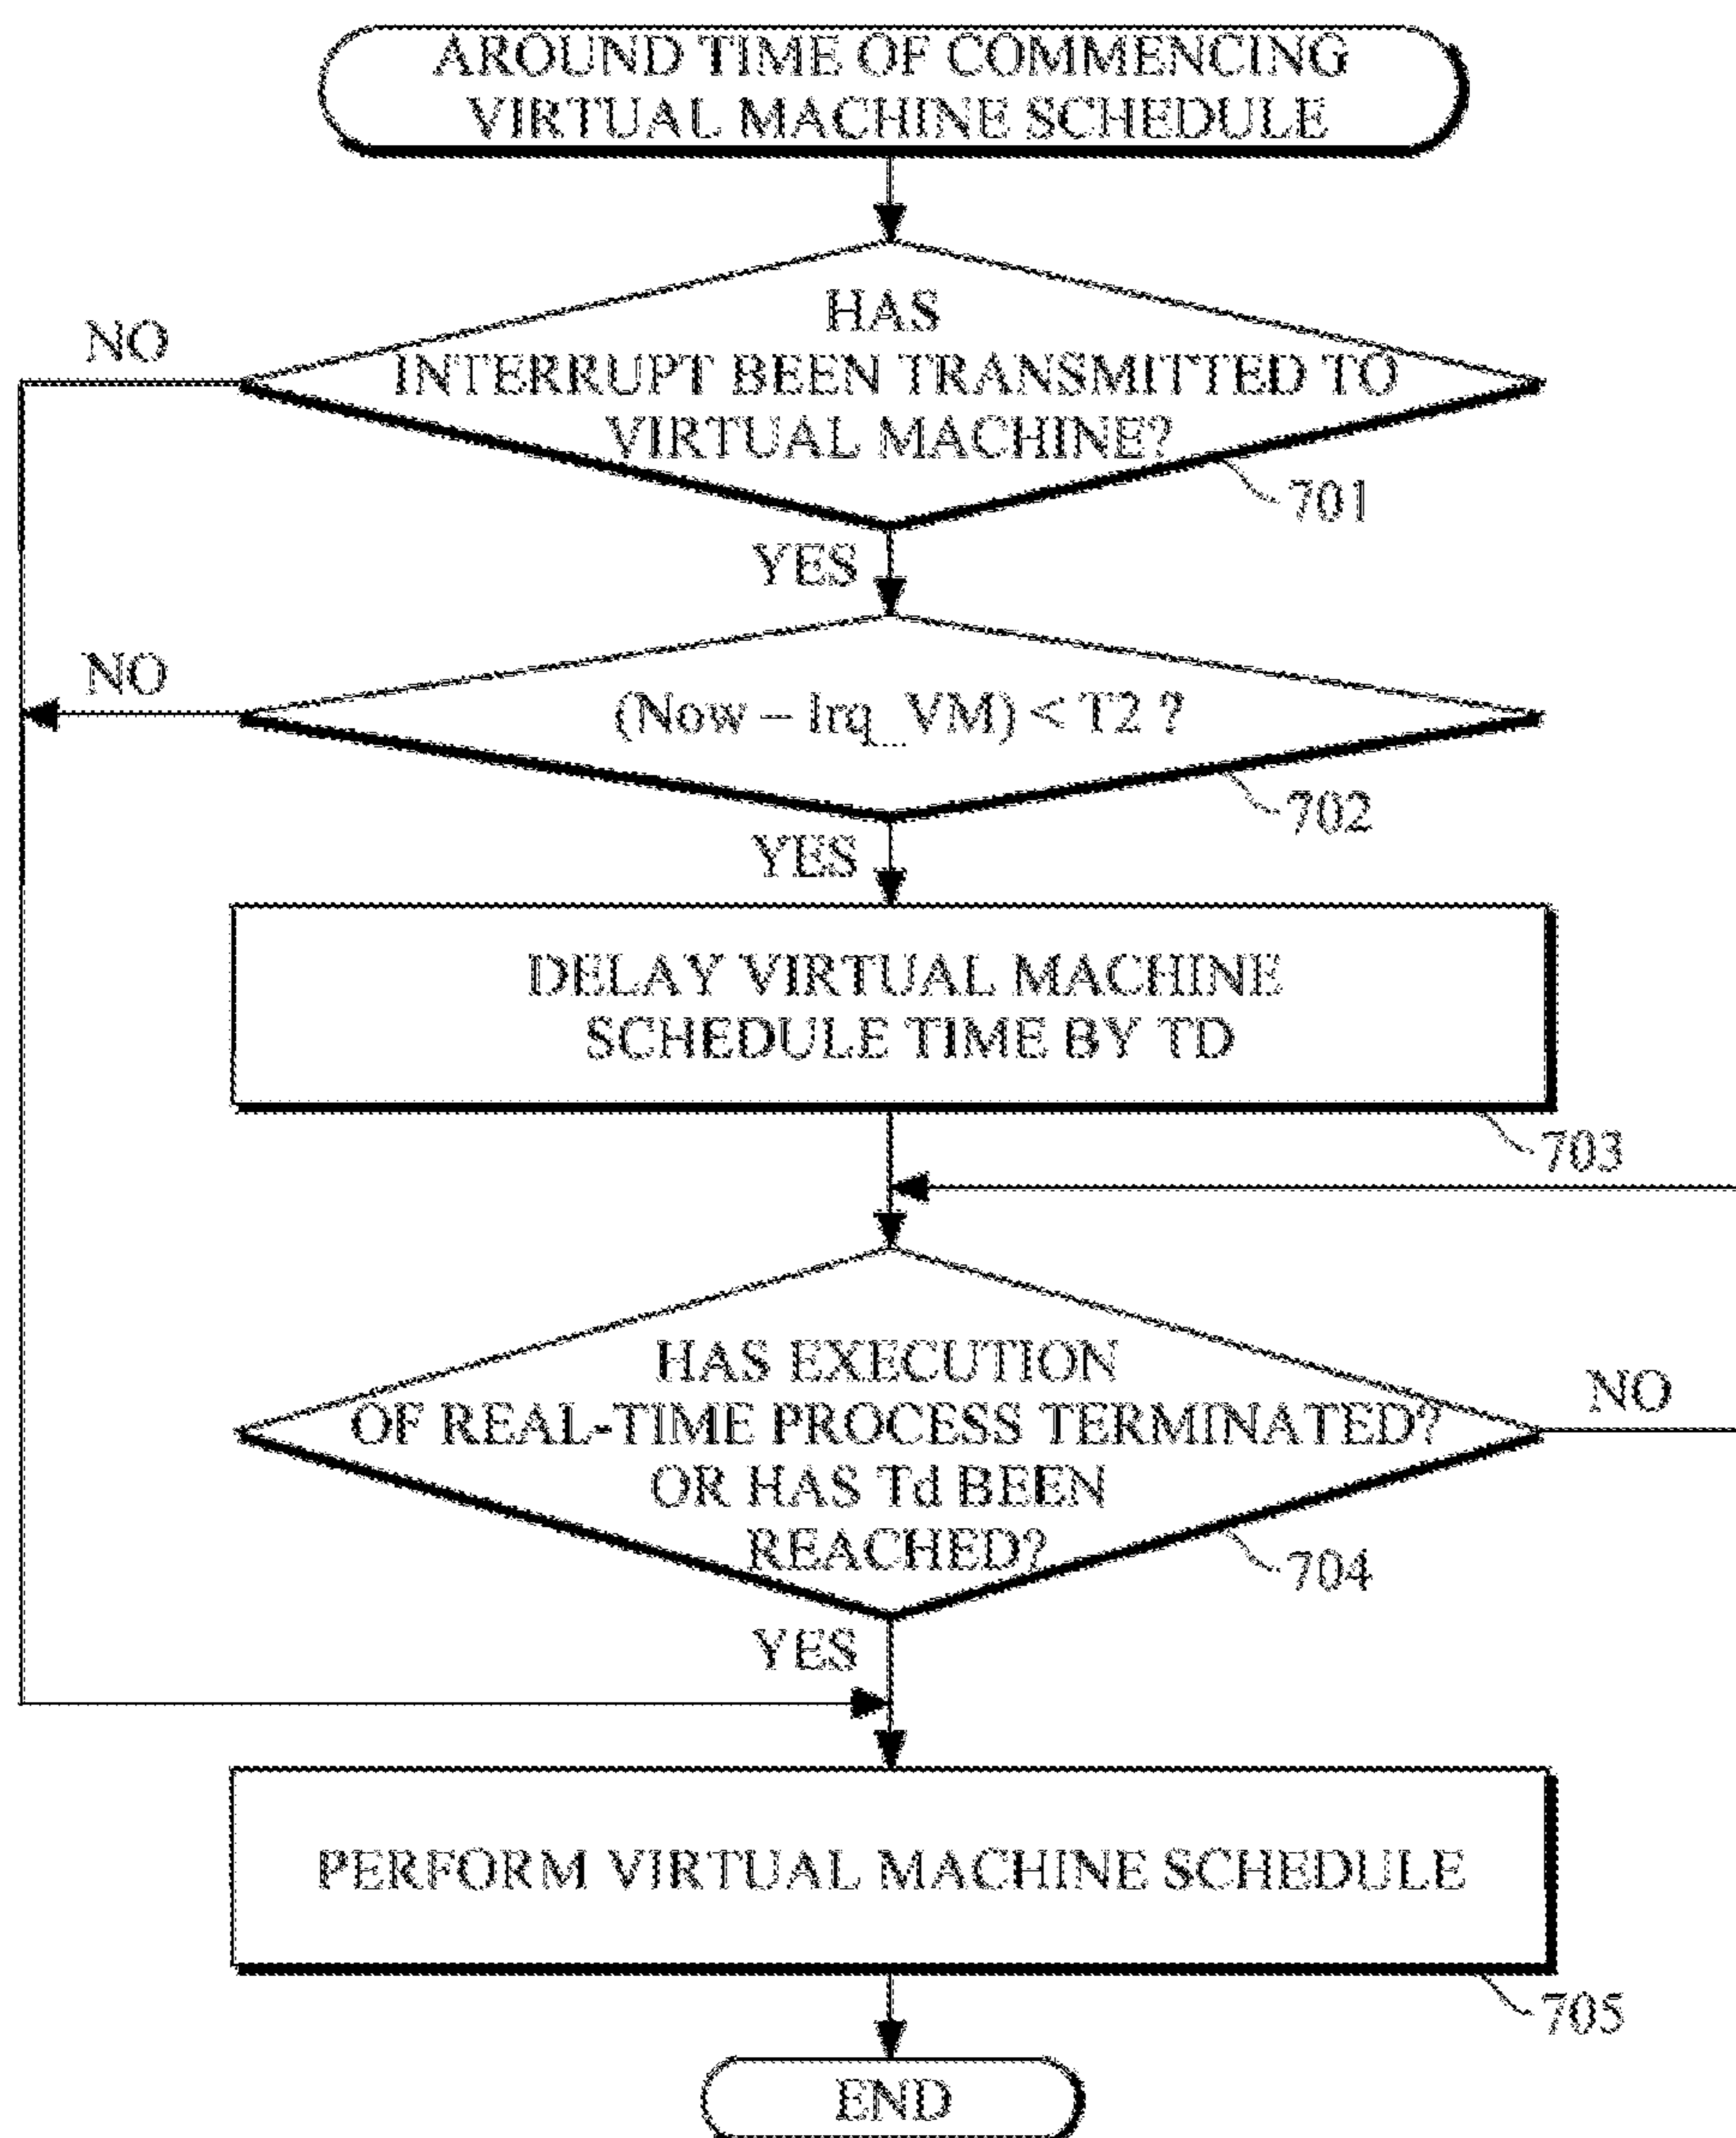 AROUND TIME OF COMMENCING
VIRTUAL MACHINE SCHEDULE
HAS
INTERRUPT BEEN TRANSMITTED TO
VIRTUAL MACHINE?
NO
701
YES
(Now – Irq_VM) < T2 ?
NO
702
YES
DELAY VIRTUAL MACHINE
SCHEDULE TIME BY TD
703
HAS EXECUTION
OF REAL-TIME PROCESS TERMINATED?
OR HAS Td BEEN
REACHED?
NO
704
YES
PERFORM VIRTUAL MACHINE SCHEDULE
705
END